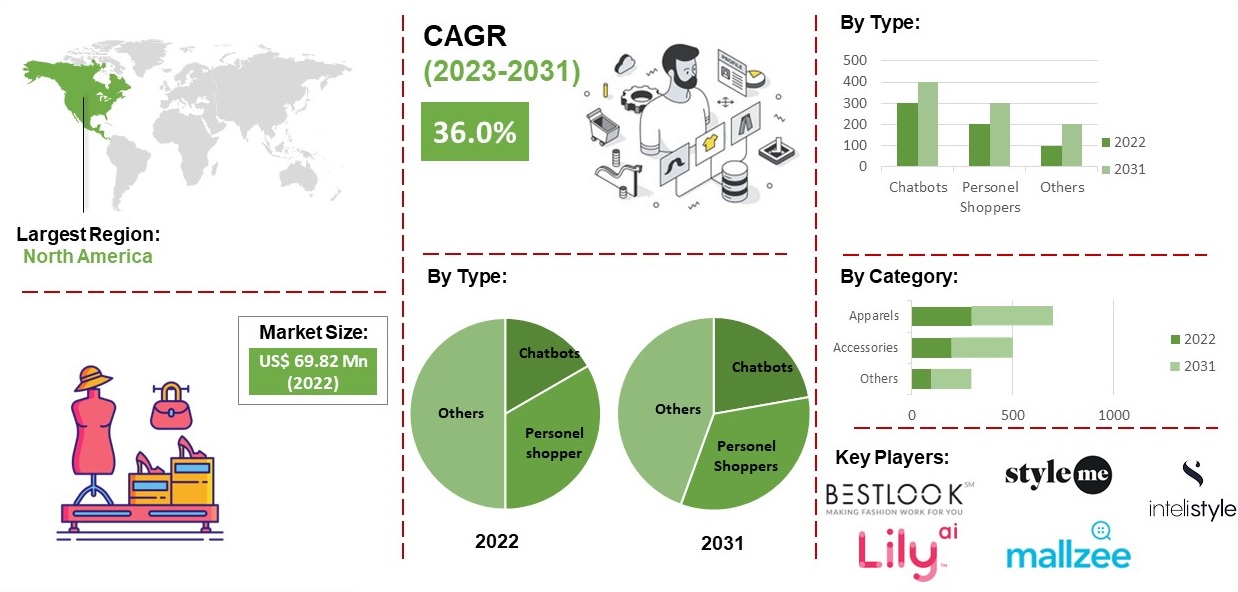 Largest Region:
North America
Market Size:
US$ 69.82 Mn
(2022)
CAGR
(2023-2031)
36.0%
PROFILE
By Type:
Others
Chatbots
Personel
shopper
2022
Others
Chatbots
Personel
Shoppers
2031
By Type:
500
400
300
200
100
0
Chatbots
Personel
Shoppers
Others
2022
2031
By Category:
Apparels
Accessories
Others
0 500 1000
2022
2031
Key Players:
BESTLOOK SM
MAKING FASHION WORK FOR YOU
style me
intelistyle
Lily ai ™
mallzee